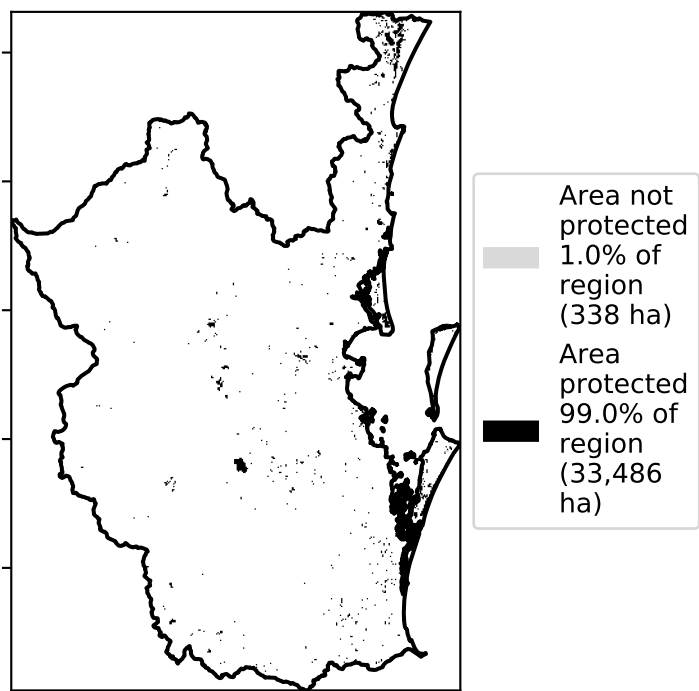 Area not
protected
1.0% of
region
(338 ha)
Area
protected
99.0% of
region
(33,486
ha)